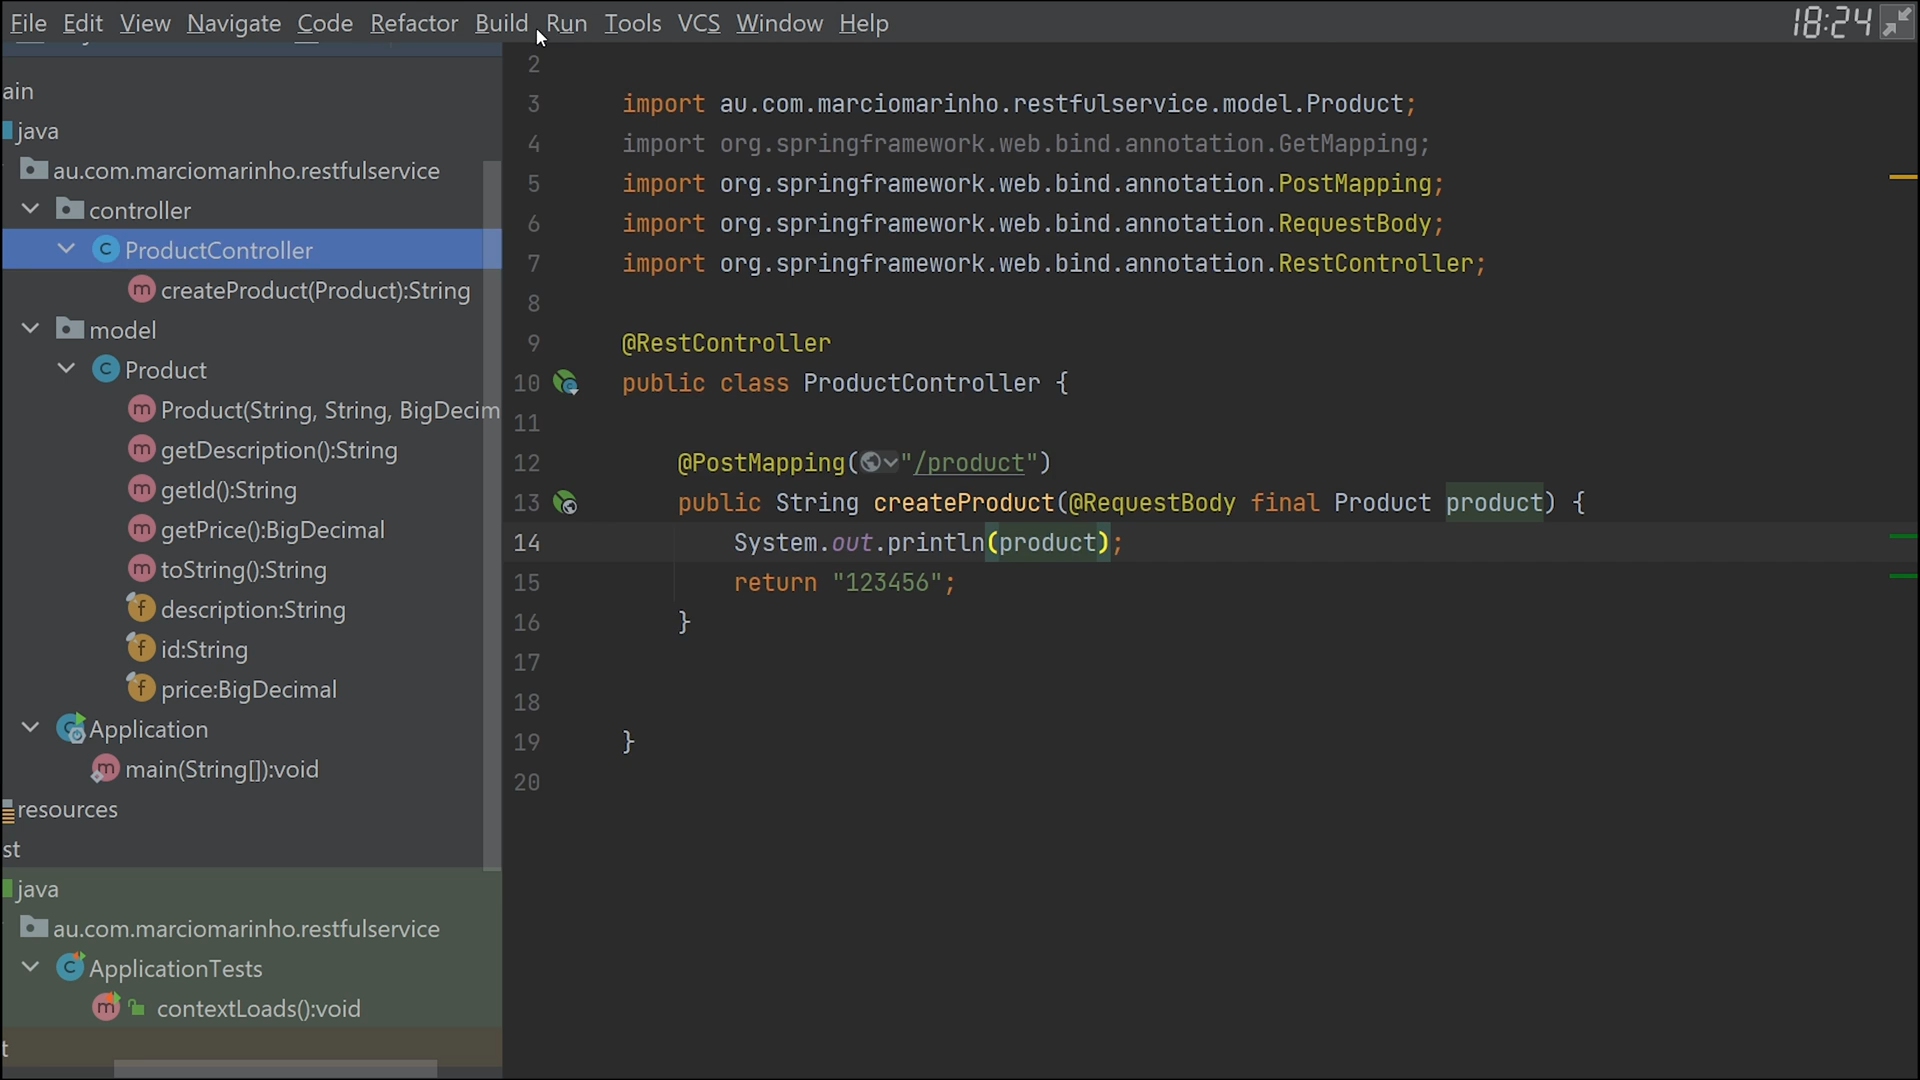 File Edit View Navigate Code Refactor Build Run Tools VCS Window Help
18:24
ain
java
au.com.marciomarinho.restfulservice
controller
ProductController
createProduct(Product):String
model
Product
Product(String, String, BigDecim
getDescription():String
getId():String
getPrice():BigDecimal
toString():String
description:String
id:String
price:BigDecimal
Application
main(String[]):void
resources
st
java
au.com.marciomarinho.restfulservice
ApplicationTests
contextLoads():void
t
2
3 import au.com.marciomarinho.restfulservice.model.Product;
4 import org.springframework.web.bind.annotation.GetMapping;
5 import org.springframework.web.bind.annotation.PostMapping;
6 import org.springframework.web.bind.annotation.RequestBody;
7 import org.springframework.web.bind.annotation.RestController;
8
9 @RestController
10 public class ProductController {
11
12 @PostMapping("/product")
13 public String createProduct(@RequestBody final Product product) {
14 System.out.println(product);
15 return "123456";
16 }
17
18
19 }
20